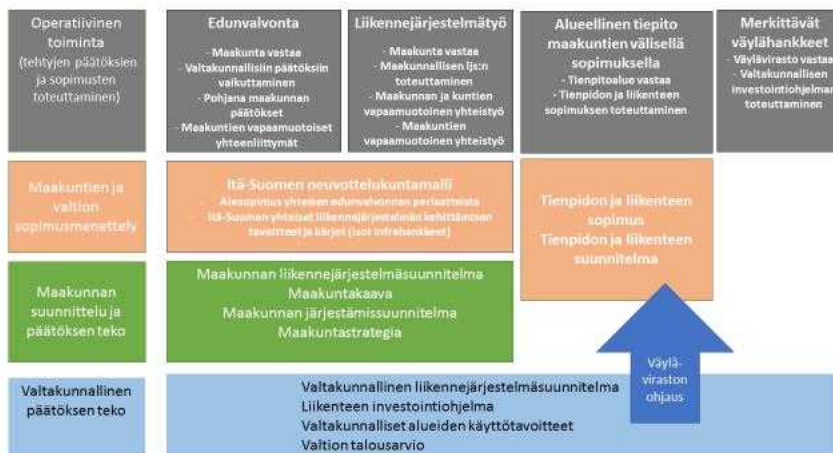 Operatiivinen
toiminta
(tehtyjen päätöksien
ja sopimusten
toteuttaminen)
Edunvalvonta
- Maakunta vastaa
- Valtakunnallisiin päätöksiin
vaikuttaminen
- Pohjana maakunnan
päätökset
- Maakuntien vapaamuotoiset
yhteenliittymät
Liikennejärjestelmätyö
- Maakunta vastaa
- Maakunnallisen ljs:n
toteuttaminen
- Maakunnan ja kuntien
vapaamuotoinen yhteistyö
- Maakuntien
vapaamuotoinen yhteistyö
Alueellinen tiepito
maakuntien välisellä
sopimuksella
- Tienpitoalue vastaa
- Tienpidon ja liikenteen
sopimuksen toteuttaminen
Merkittävät
väylähankkeet
- Väylävirasto vastaa
- Valtakunnallisen
investointiohjelman
toteuttaminen
Maakuntien ja
valtion
sopimusmenettely
Itä-Suomen neuvottelukuntamalli
- Aiesopimus yhteisen edunvalvonnan periaatteista
- Itä-Suomen yhteiset liikennejärjestelmän kehittämisen
tavoitteet ja kärjet (isot infrahankkeet)
Tienpidon ja liikenteen
sopimus
Tienpidon ja liikenteen
suunnitelma
Maakunnan
suunnittelu ja
päätöksen teko
Maakunnan liikennejärjestelmäsuunnitelma
Maakuntakaava
Maakunnan järjestämissuunnitelma
Maakuntastrategia
Väylä-
viraston
ohjaus
Valtakunnallinen
päätöksen teko
Valtakunnallinen liikennejärjestelmäsuunnitelma
Liikenteen investointiohjelma
Valtakunnalliset alueiden käyttötavoitteet
Valtion talousarvio